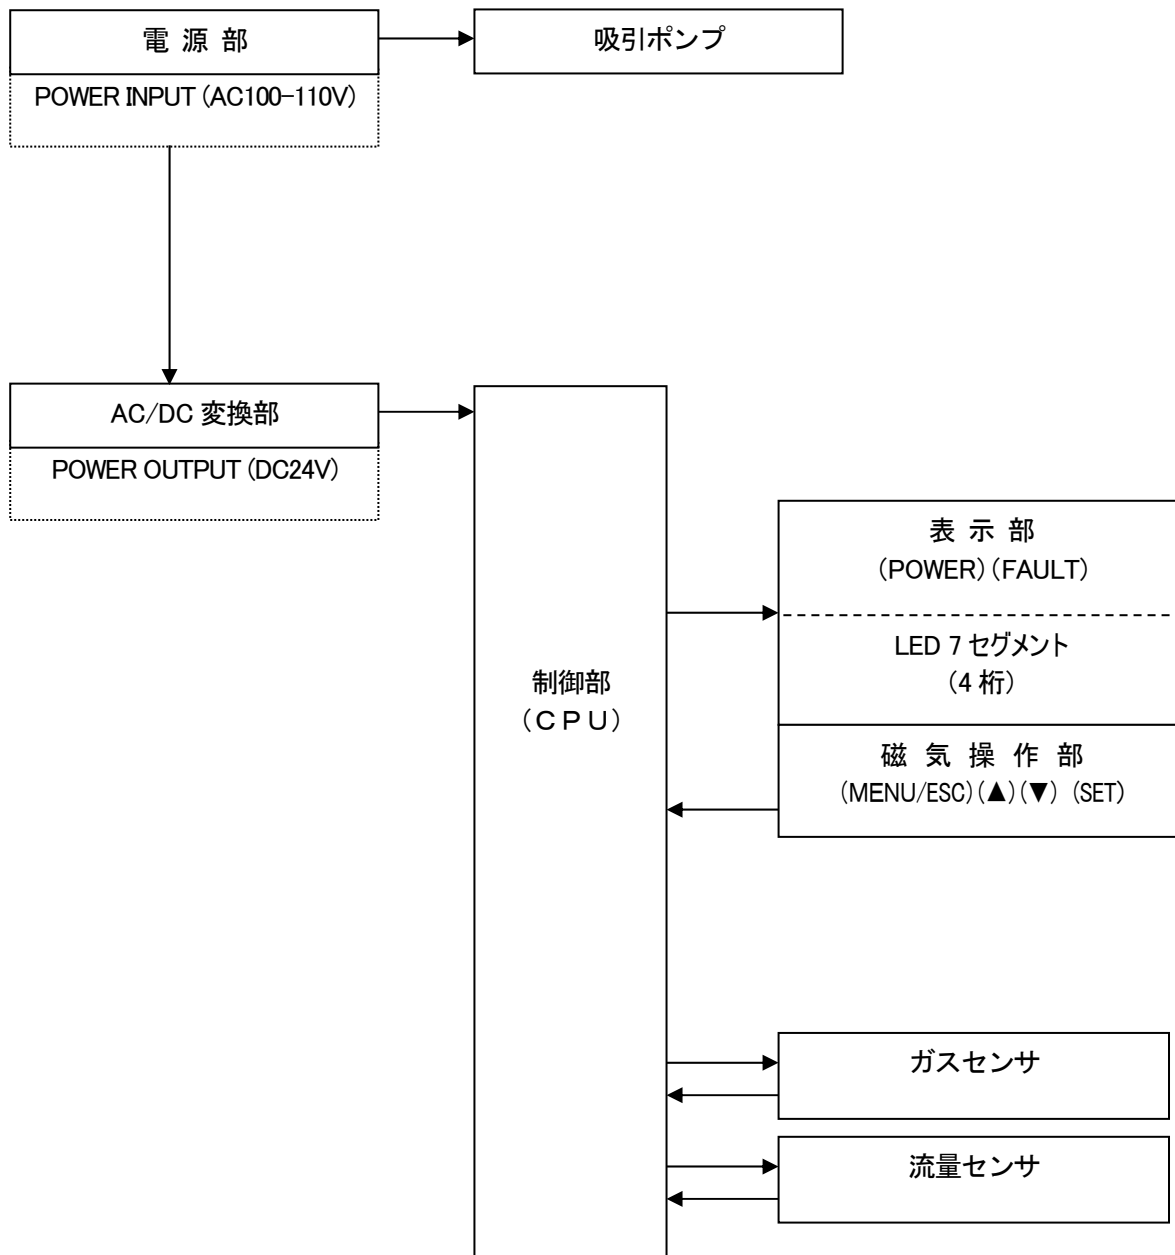 電 源 部
吸引ポンプ
POWER INPUT (AC100-110V)
AC/DC 変換部
POWER OUTPUT (DC24V)
表 示 部
(POWER) (FAULT)
LED 7 セグメント
(4 桁)
制御部
(ＣＰＵ)
磁 気 操 作 部
(MENU/ESC)(▲)(▼) (SET)
ガスセンサ
流量センサ